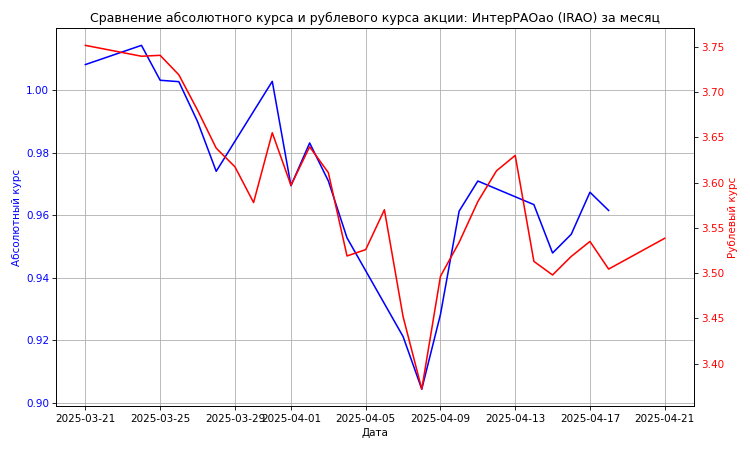 Сравнение абсолютного курса и рублевого курса акции: ИнтерРАОао (IRAO) за месяц
Абсолютный курс
1.00
0.98
0.96
0.94
0.92
0.90
3.75
3.70
3.65
3.60
3.55
3.50
3.45
3.40
Рублевый курс
2025-03-21 2025-03-25 2025-03-29 2025-04-01 2025-04-05 2025-04-09 2025-04-13 2025-04-17 2025-04-21
Дата